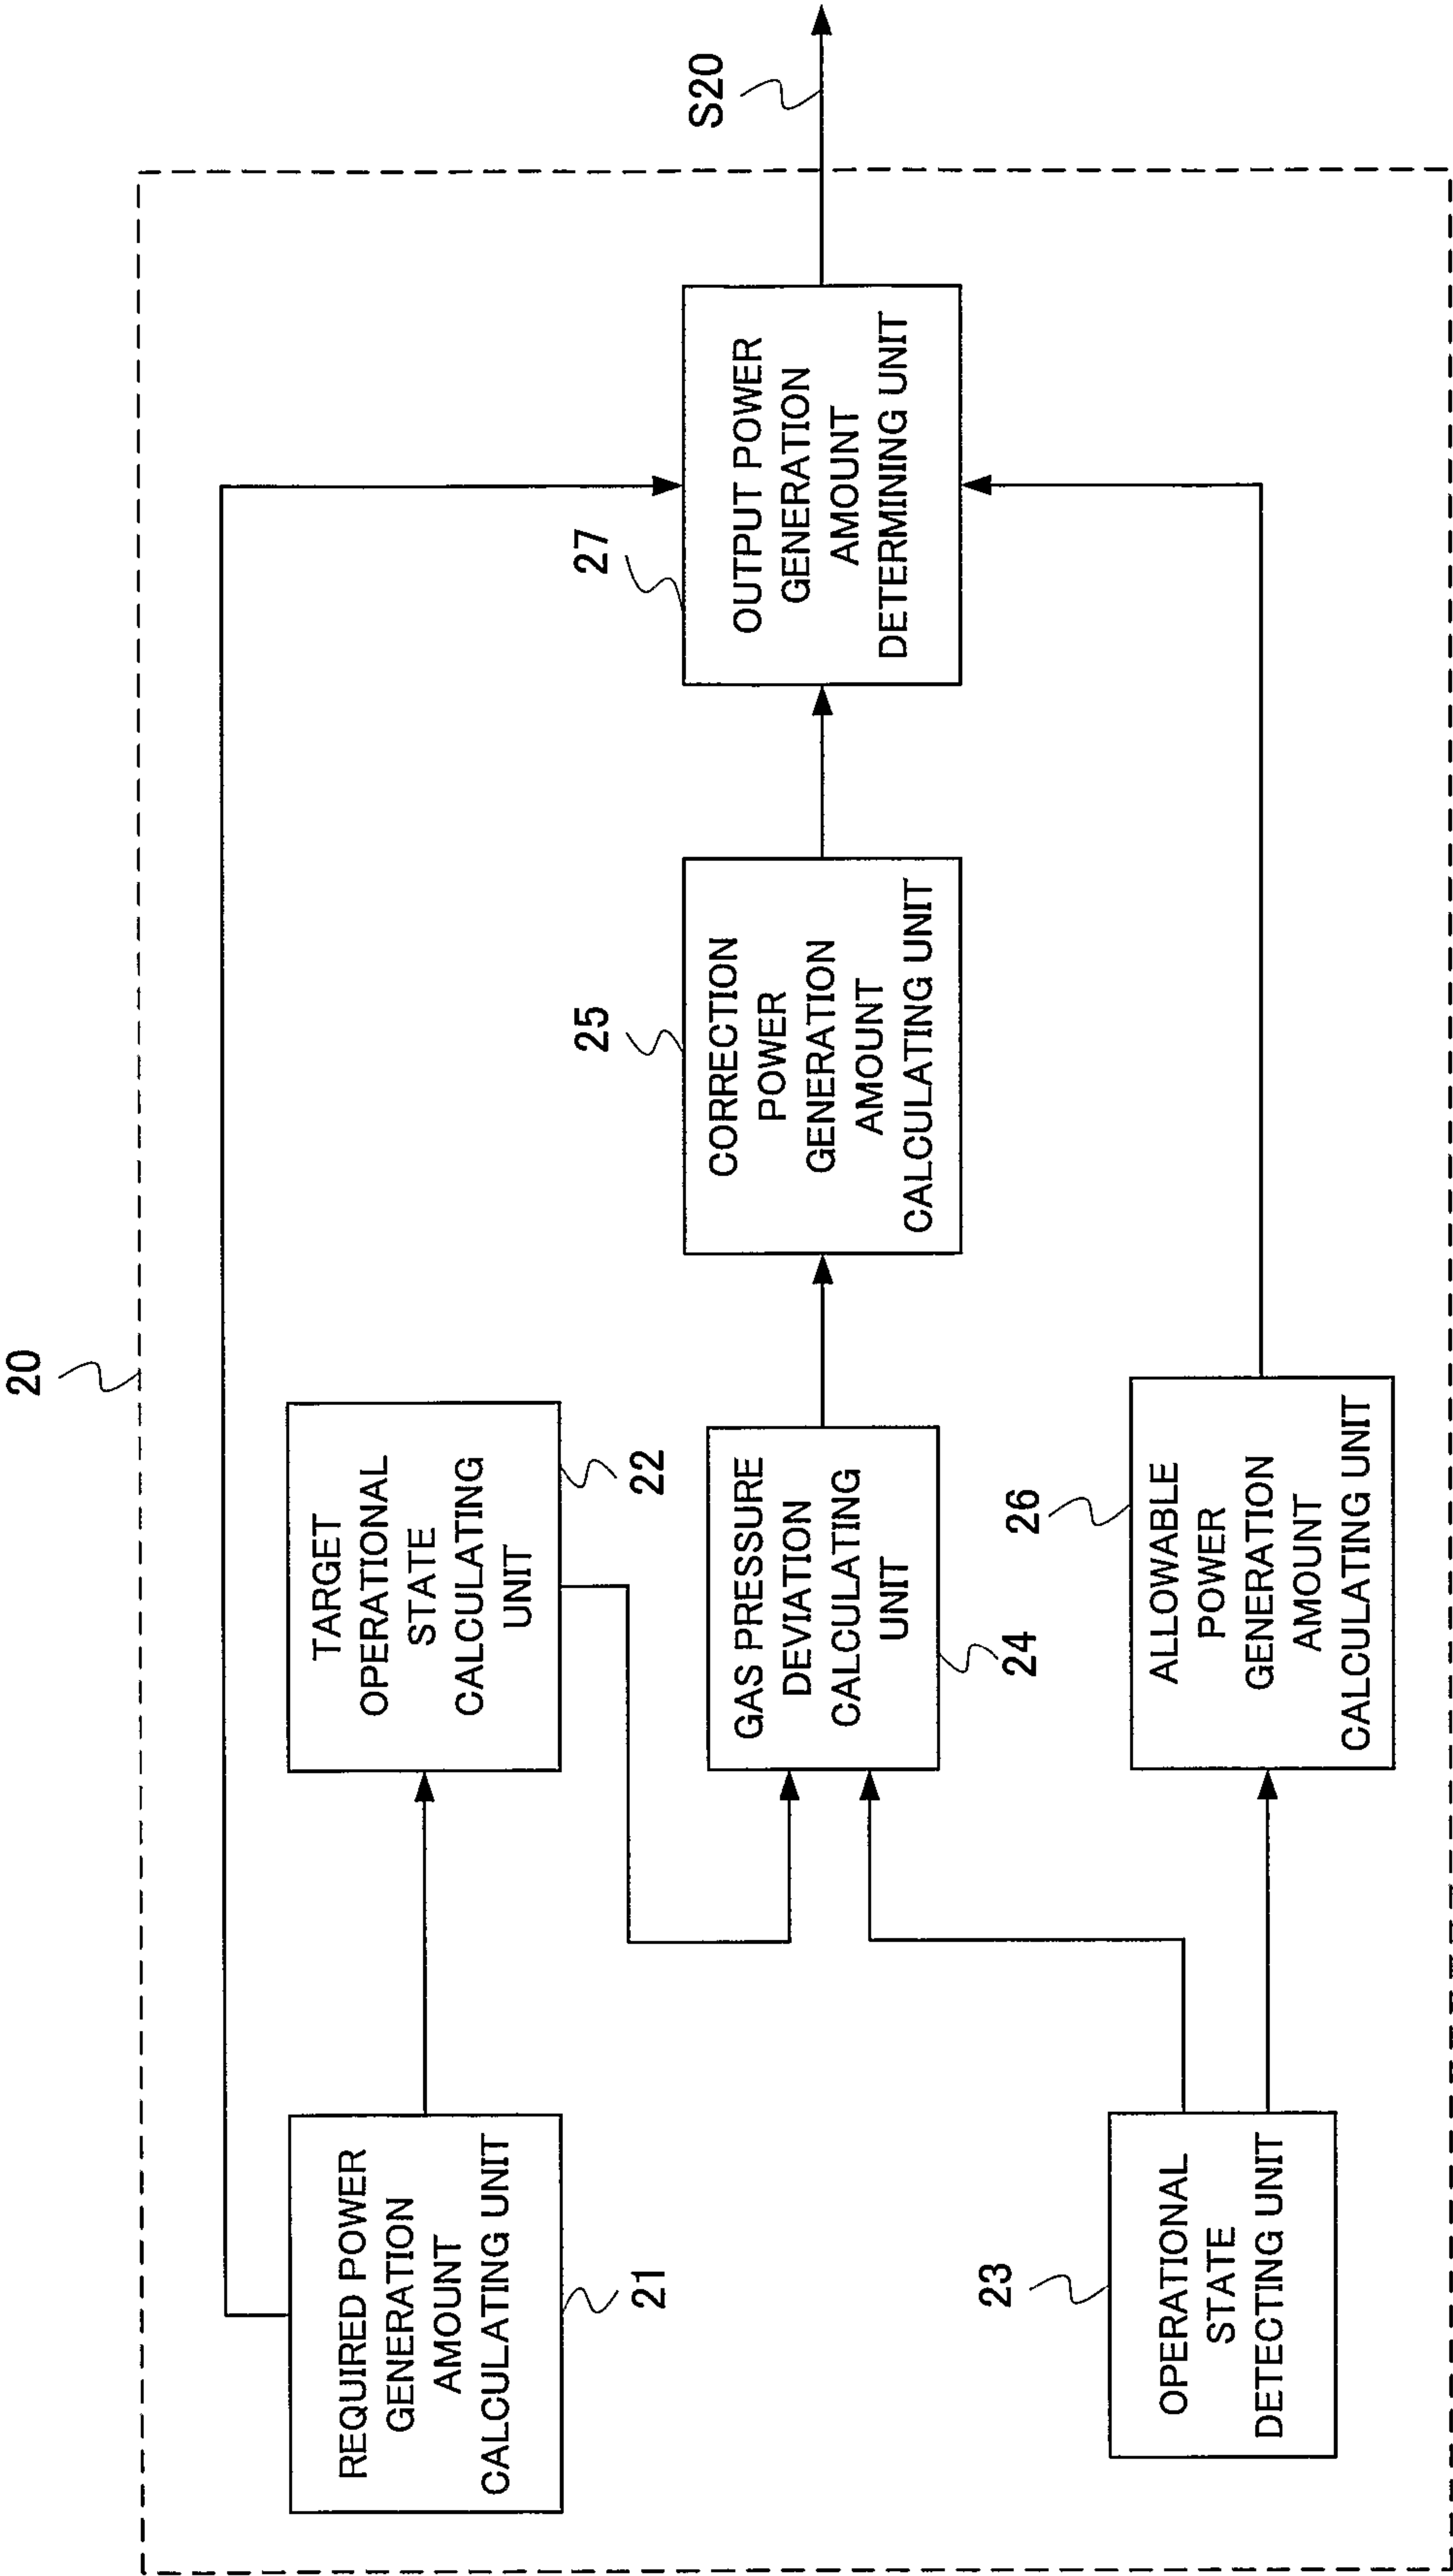 20
REQUIRED POWER
GENERATION
AMOUNT
CALCULATING UNIT
21
TARGET
OPERATIONAL
STATE
CALCULATING
UNIT
22
OPERATIONAL
STATE
DETECTING UNIT
23
GAS PRESSURE
DEVIATION
CALCULATING
UNIT
24
CORRECTION
POWER
GENERATION
AMOUNT
CALCULATING UNIT
25
ALLOWABLE
POWER
GENERATION
AMOUNT
CALCULATING UNIT
26
OUTPUT POWER
GENERATION
AMOUNT
DETERMINING UNIT
27
S20